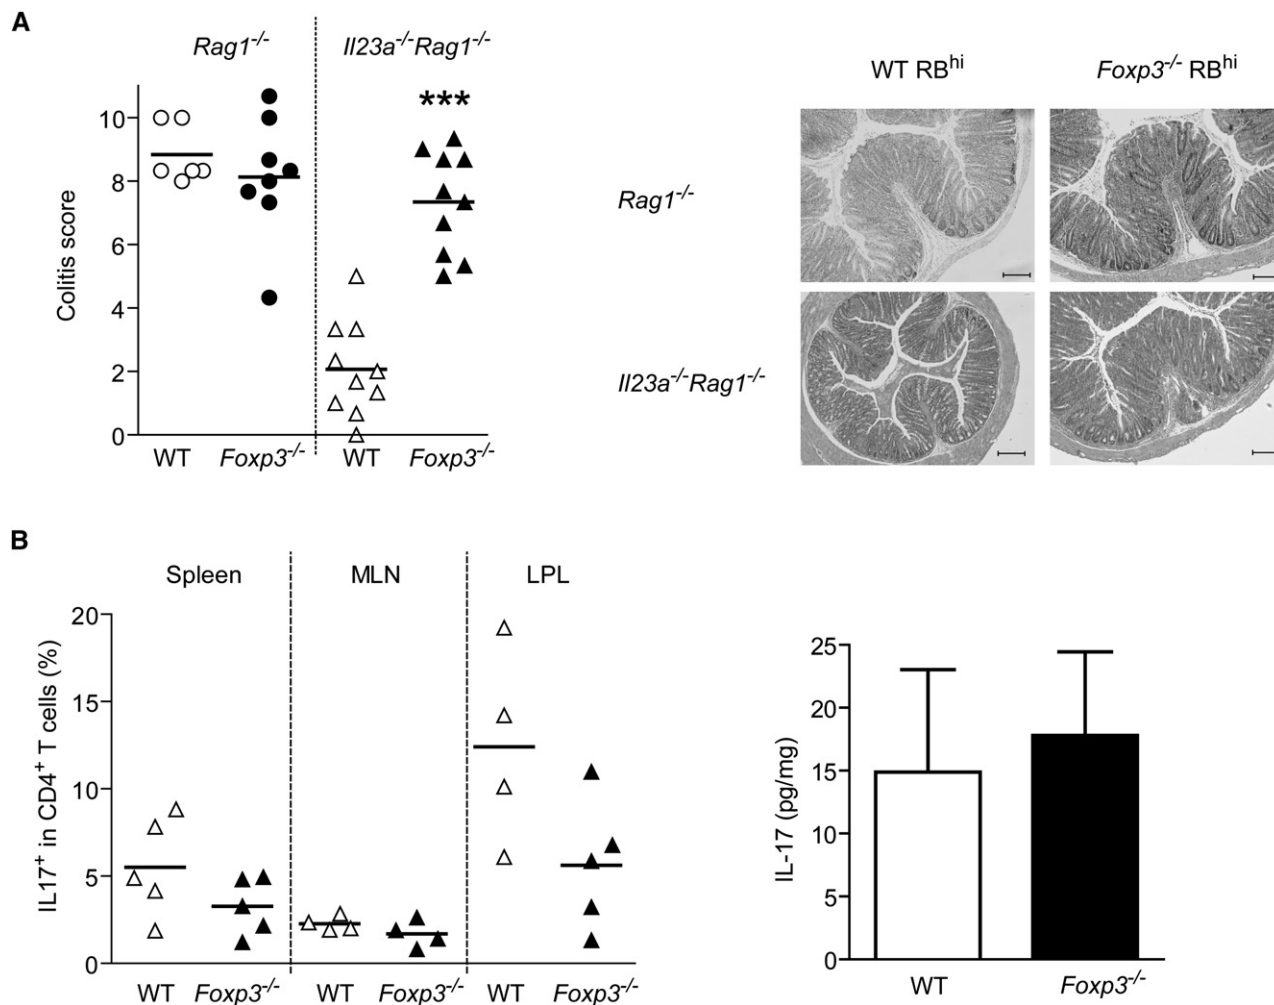 A
Rag1-/- Il23a-/-Rag1-/-
***
10
8
6
4
2
0
Colitis score
WT Foxp3-/- WT Foxp3-/-
WT RBhi Foxp3-/- RBhi
Rag1-/-
Il23a-/-Rag1-/-
B
Spleen MLN LPL
20
15
10
5
0
IL17+ in CD4+ T cells (%)
WT Foxp3-/- WT Foxp3-/- WT Foxp3-/-
25
20
15
10
5
0
IL-17 (pg/mg)
WT Foxp3-/-